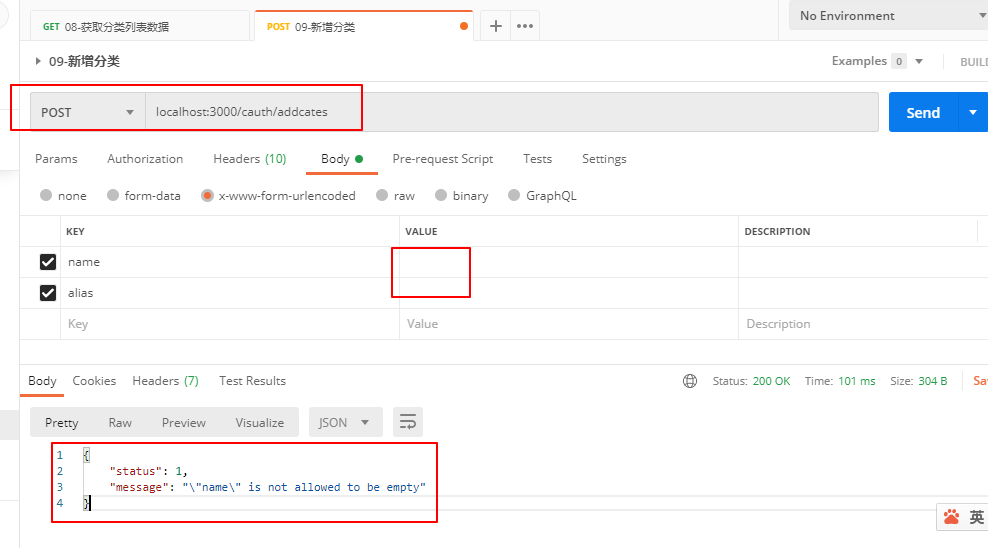 GET 08-获取分类列表数据 POST 09-新增分类 + ••• No Environment
09-新增分类 Examples 0 BUILD
POST localhost:3000/cauth/addcates Send
Params Authorization Headers (10) Body Pre-request Script Tests Settings
none form-data x-www-form-urlencoded raw binary GraphQL
KEY VALUE DESCRIPTION
name
alias
Key Value Description
Body Cookies Headers (7) Test Results Status: 200 OK Time: 101 ms Size: 304 B Sa
Pretty Raw Preview Visualize JSON
1 {
2 "status": 1,
3 "message": "\"name\" is not allowed to be empty"
4 }
英